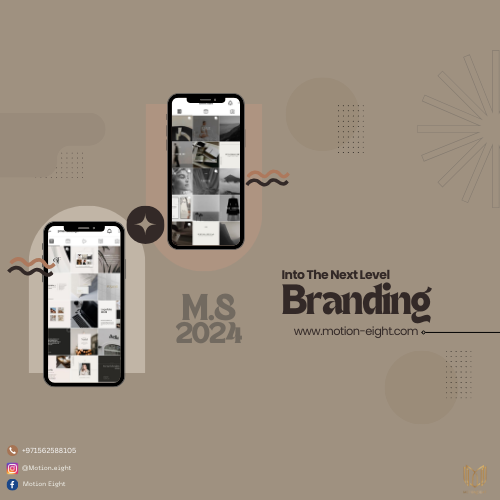 M.S
2024
Into The Next Level
Branding
www.motion-eight.com
+971562588105
@Motion.eight
Motion Eight